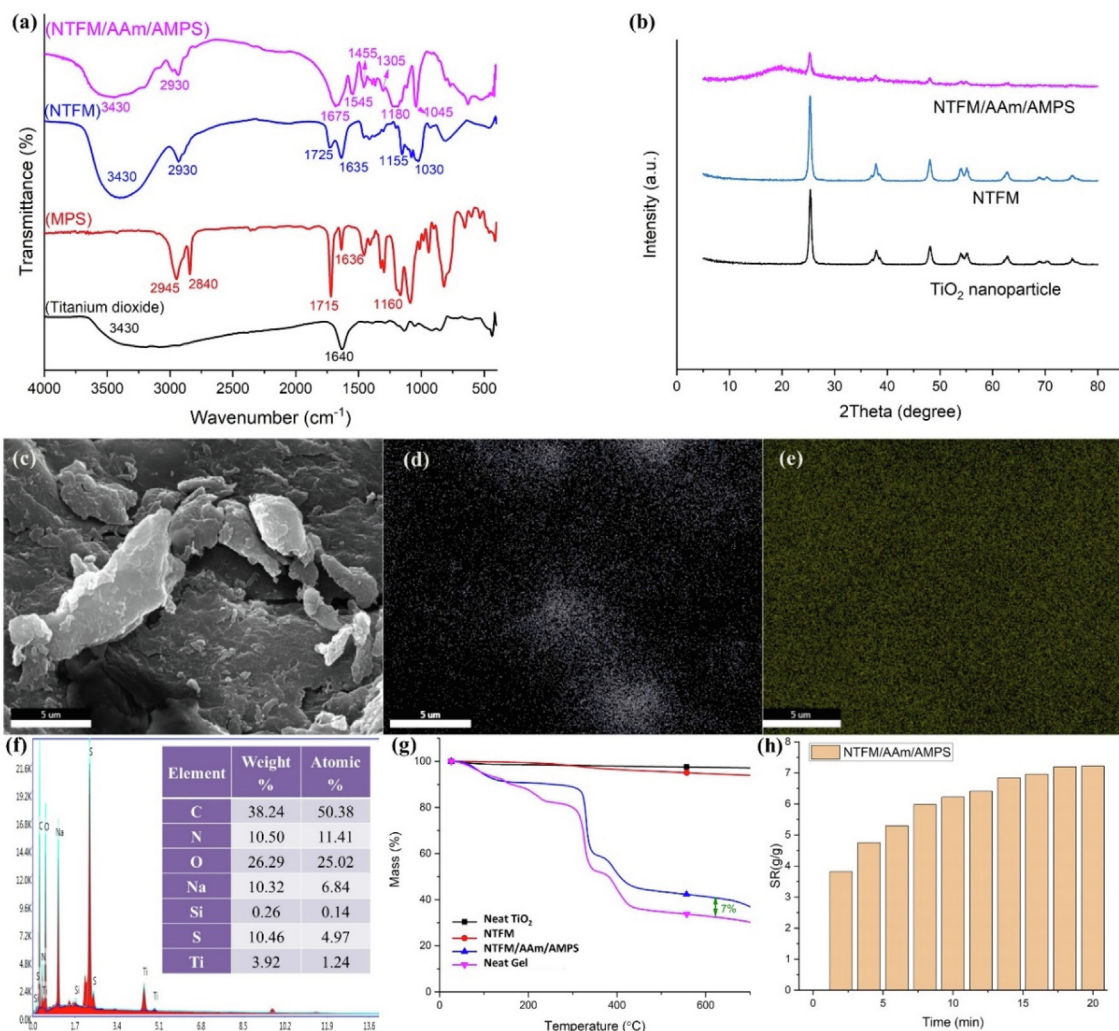 (a)
(NTFM/AAm/AMPS)
1455
1305
2930
3430
1545
1675
1180
1045
(NTFM)
3430
2930
1725
1635
1155
1030
(MPS)
2945
2840
1636
1715
1160
(Titanium dioxide)
3430
1640
Transmittance (%)
4000 3500 3000 2500 2000 1500 1000 500
Wavenumber (cm⁻¹)
(b)
NTFM/AAm/AMPS
NTFM
TiO₂ nanoparticle
Intensity (a.u.)
0 10 20 30 40 50 60 70 80
2Theta (degree)
(c)
5 um
(d)
5 um
(e)
5 um
(f)
21.6K
19.2K
16.8K
14.4K
12.0K
9.6K
7.2K
4.8K
2.4K
0.0K
S
C
O
Na
N
S
Ti
Si
Si
S
Ti
Ti
0.0 1.7 3.4 5.1 6.8 8.5 10.2 11.9 13.6
Element Weight % Atomic %
C 38.24 50.38
N 10.50 11.41
O 26.29 25.02
Na 10.32 6.84
Si 0.26 0.14
S 10.46 4.97
Ti 3.92 1.24
(g)
100
80
60
40
20
0
Mass (%)
7%
Neat TiO₂
NTFM
NTFM/AAm/AMPS
Neat Gel
0 200 400 600
Temperature (°C)
(h)
NTFM/AAm/AMPS
8
7
6
5
4
3
2
1
0
SR(g/g)
0 5 10 15 20
Time (min)